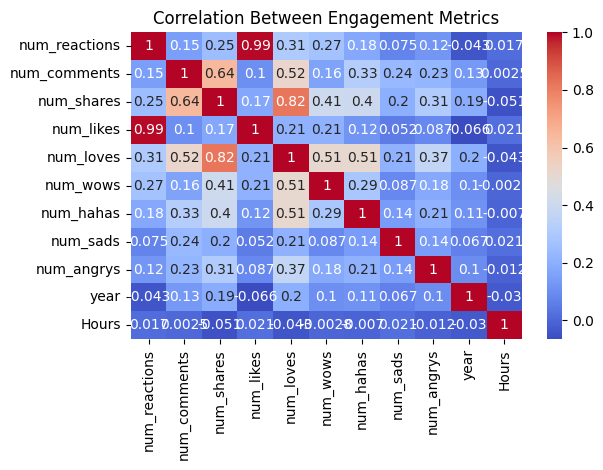 Correlation Between Engagement Metrics
num_reactions 1 0.15 0.25 0.99 0.31 0.27 0.18 0.075 0.12 -0.043 0.017
num_comments 0.15 1 0.64 0.1 0.52 0.16 0.33 0.24 0.23 0.13 0.0025
num_shares 0.25 0.64 1 0.17 0.82 0.41 0.4 0.2 0.31 0.19 -0.051
num_likes 0.99 0.1 0.17 1 0.21 0.21 0.12 0.052 0.087 -0.066 0.021
num_loves 0.31 0.52 0.82 0.21 1 0.51 0.51 0.21 0.37 0.2 -0.043
num_wows 0.27 0.16 0.41 0.21 0.51 1 0.29 0.087 0.18 0.1 -0.002
num_hahas 0.18 0.33 0.4 0.12 0.51 0.29 1 0.14 0.21 0.11 -0.007
num_sads 0.075 0.24 0.2 0.052 0.21 0.087 0.14 1 0.14 0.067 0.021
num_angrys 0.12 0.23 0.31 0.087 0.37 0.18 0.21 0.14 1 0.1 -0.012
year -0.043 0.13 0.19 -0.066 0.2 0.1 0.11 0.067 0.1 1 -0.03
Hours -0.017 0.0025 -0.051 0.021 -0.043 -0.0028 -0.007 0.021 -0.012 -0.03 1
num_reactions
num_comments
num_shares
num_likes
num_loves
num_wows
num_hahas
num_sads
num_angrys
year
Hours
1.0
0.8
0.6
0.4
0.2
0.0